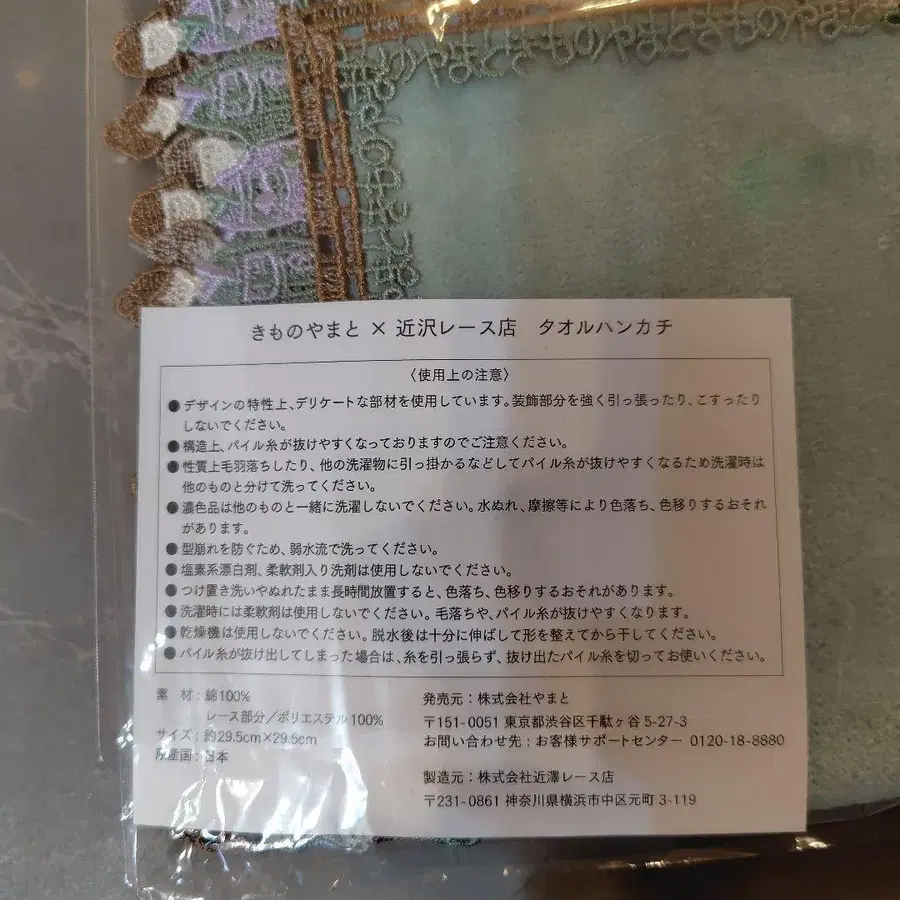 きものやまときものやまときものやまと
きものやまと × 近沢レース店　タオルハンカチ
〈使用上の注意〉
●デザインの特性上、デリケートな部材を使用しています。装飾部分を強く引っ張ったり、こすったり
しないでください。
●構造上、パイル糸が抜けやすくなっておりますのでご注意ください。
●性質上毛羽落ちしたり、他の洗濯物に引っ掛かるなどしてパイル糸が抜けやすくなるため洗濯時は
他のものと分けて洗ってください。
●濃色品は他のものと一緒に洗濯しないでください。水ぬれ、摩擦等により色落ち、色移りするおそれ
があります。
●型崩れを防ぐため、弱水流で洗ってください。
●塩素系漂白剤、柔軟剤入り洗剤は使用しないでください。
●つけ置き洗いやぬれたまま長時間放置すると、色落ち、色移りするおそれがあります。
●洗濯時には柔軟剤は使用しないでください。毛落ちや、パイル糸が抜けやすくなります。
●乾燥機は使用しないでください。脱水後は十分に伸ばして形を整えてから干してください。
●パイル糸が抜け出してしまった場合は、糸を引っ張らず、抜け出たパイル糸を切ってお使いください。
素　材：綿100%
レース部分／ポリエステル100%
サイズ：約29.5cm×29.5cm
原産国：日本
発売元：株式会社やまと
〒151-0051 東京都渋谷区千駄ヶ谷 5-27-3
お問い合わせ先：お客様サポートセンター 0120-18-8880
製造元：株式会社近澤レース店
〒231-0861 神奈川県横浜市中区元町 3-119